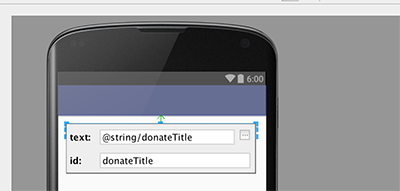 6:00
text: @string/donateTitle
id: donateTitle